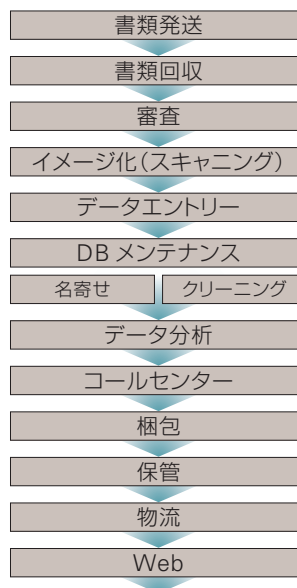 書類発送
書類回収
審査
イメージ化（スキャニング）
データエントリー
DB メンテナンス
名寄せ　クリーニング
データ分析
コールセンター
梱包
保管
物流
Web